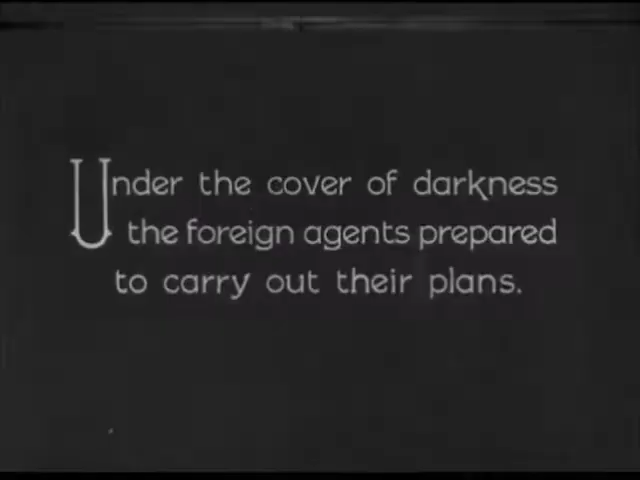 Under the cover of darkness
the foreign agents prepared
to carry out their plans.